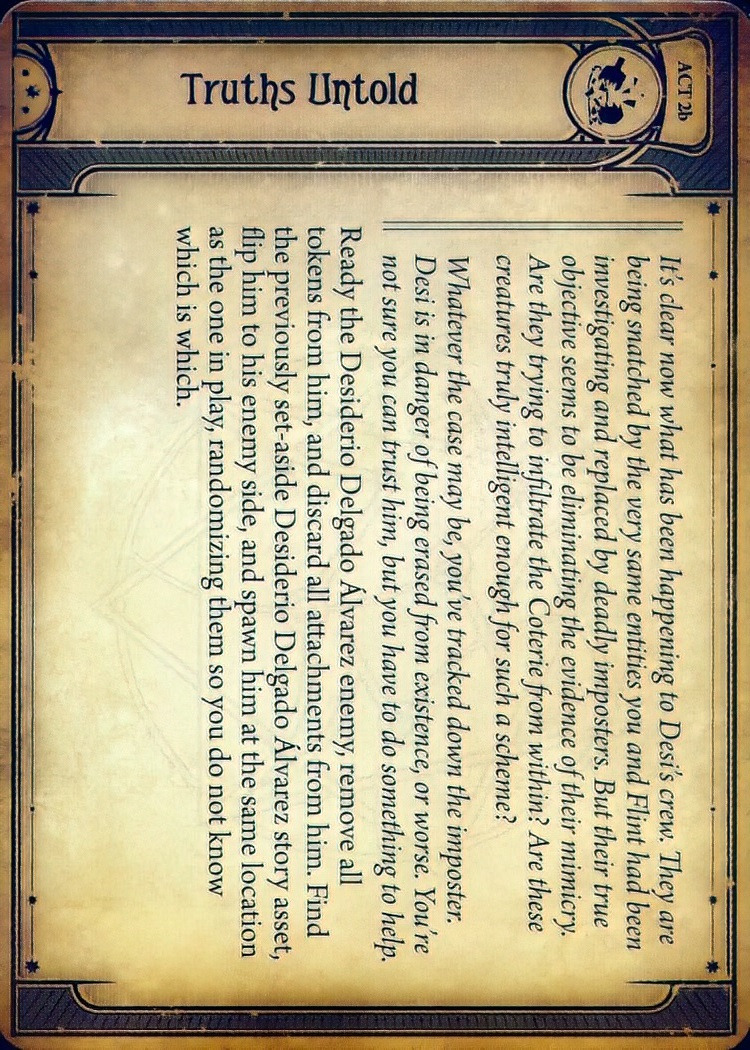 ACT 2b
Truths Untold
It's clear now what has been happening to Desi's crew. They are
being snatched by the very same entities you and Flint had been
investigating and replaced by deadly imposters. But their true
objective seems to be eliminating the evidence of their mimicry.
Are they trying to infiltrate the Coterie from within? Are these
creatures truly intelligent enough for such a scheme?
Whatever the case may be, you've tracked down the imposter.
Desi is in danger of being erased from existence, or worse. You're
not sure you can trust him, but you have to do something to help.
Ready the Desiderio Delgado Álvarez enemy, remove all
tokens from him, and discard all attachments from him. Find
the previously set-aside Desiderio Delgado Álvarez story asset,
flip him to his enemy side, and spawn him at the same location
as the one in play, randomizing them so you do not know
which is which.